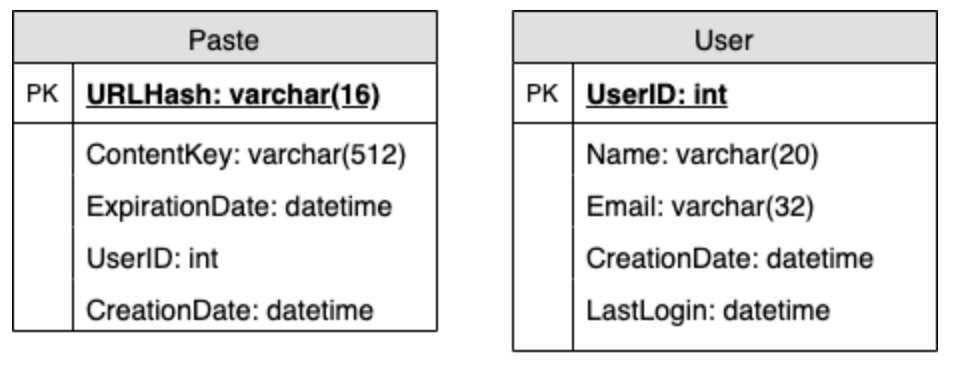 Paste
PK URLHash: varchar(16)
ContentKey: varchar(512)
ExpirationDate: datetime
UserID: int
CreationDate: datetime
User
PK UserID: int
Name: varchar(20)
Email: varchar(32)
CreationDate: datetime
LastLogin: datetime